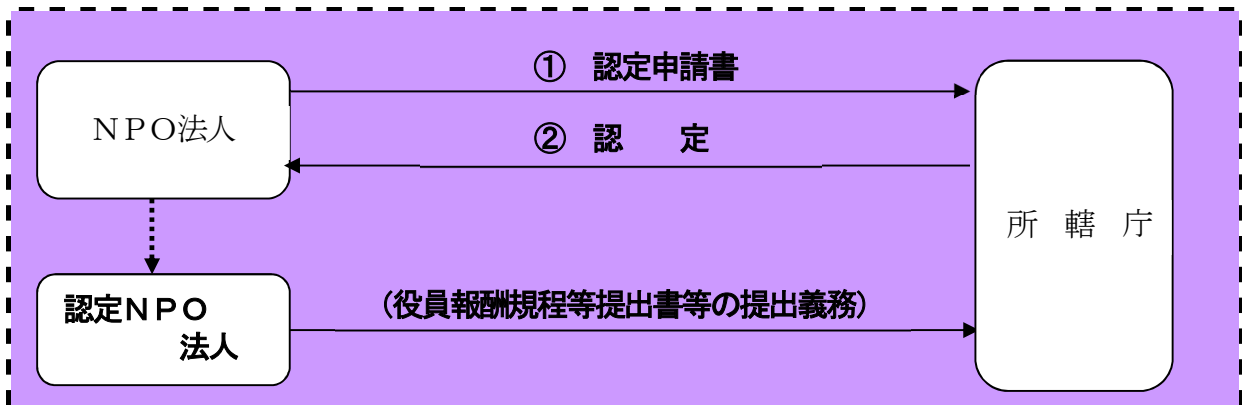 ① 認定申請書
NPO法人
② 認　　定
所　轄　庁
認定NPO
法人
(役員報酬規程等提出書等の提出義務)